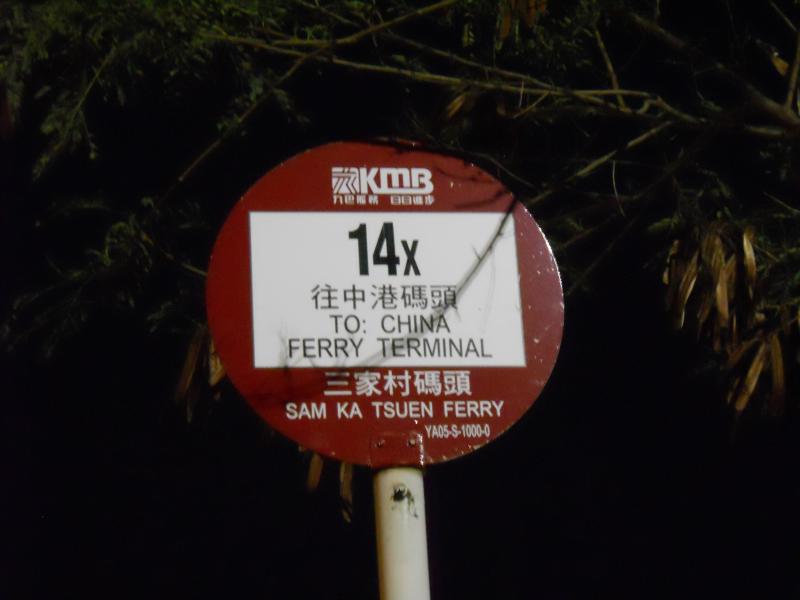 KMB
九巴服務 日日進步
14X
往中港碼頭
TO: CHINA
FERRY TERMINAL
三家村碼頭
SAM KA TSUEN FERRY
YA05-S-1000-0